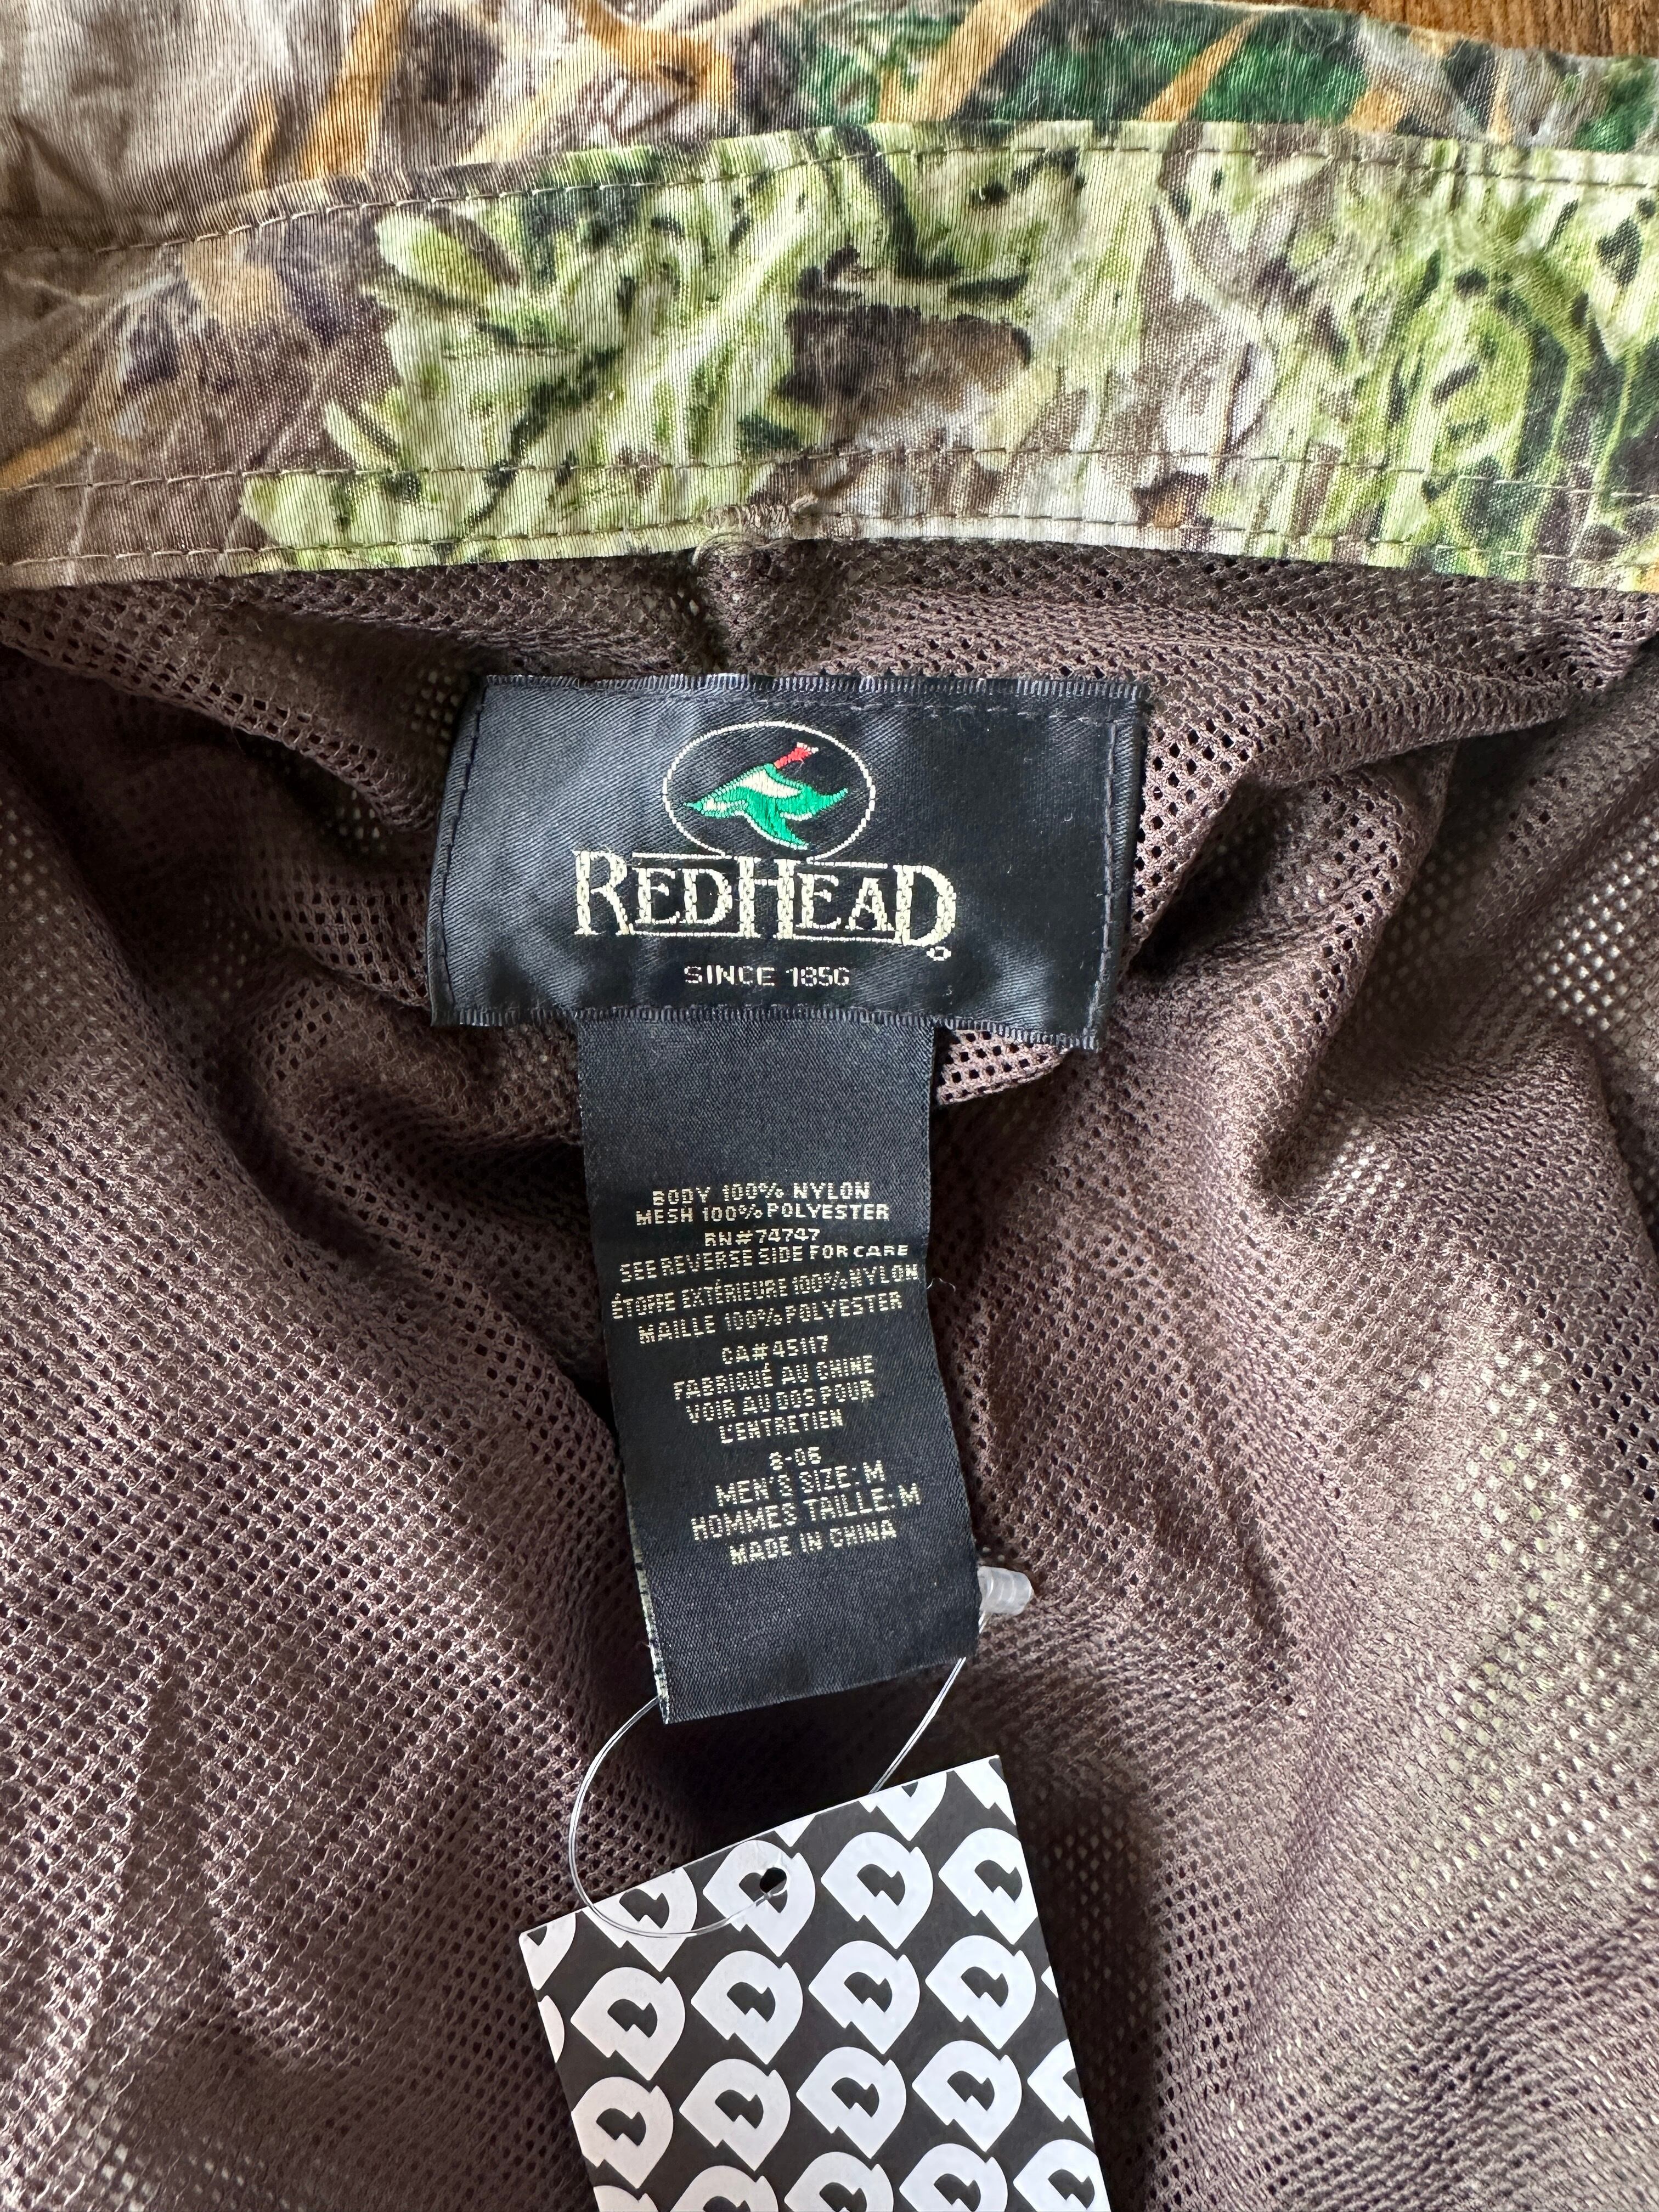 REDHEAD
SINCE 1856
BODY 100% NYLON
MESH 100% POLYESTER
RN#74747
SEE REVERSE SIDE FOR CARE
ÉTOFFE EXTÉRIEURE 100% NYLON
MAILLE 100% POLYESTER
CA#45117
FABRIQUÉ AU CHINE
VOIR AU DOS POUR
L'ENTRETIEN
8-06
MEN'S SIZE: M
HOMMES TAILLE: M
MADE IN CHINA